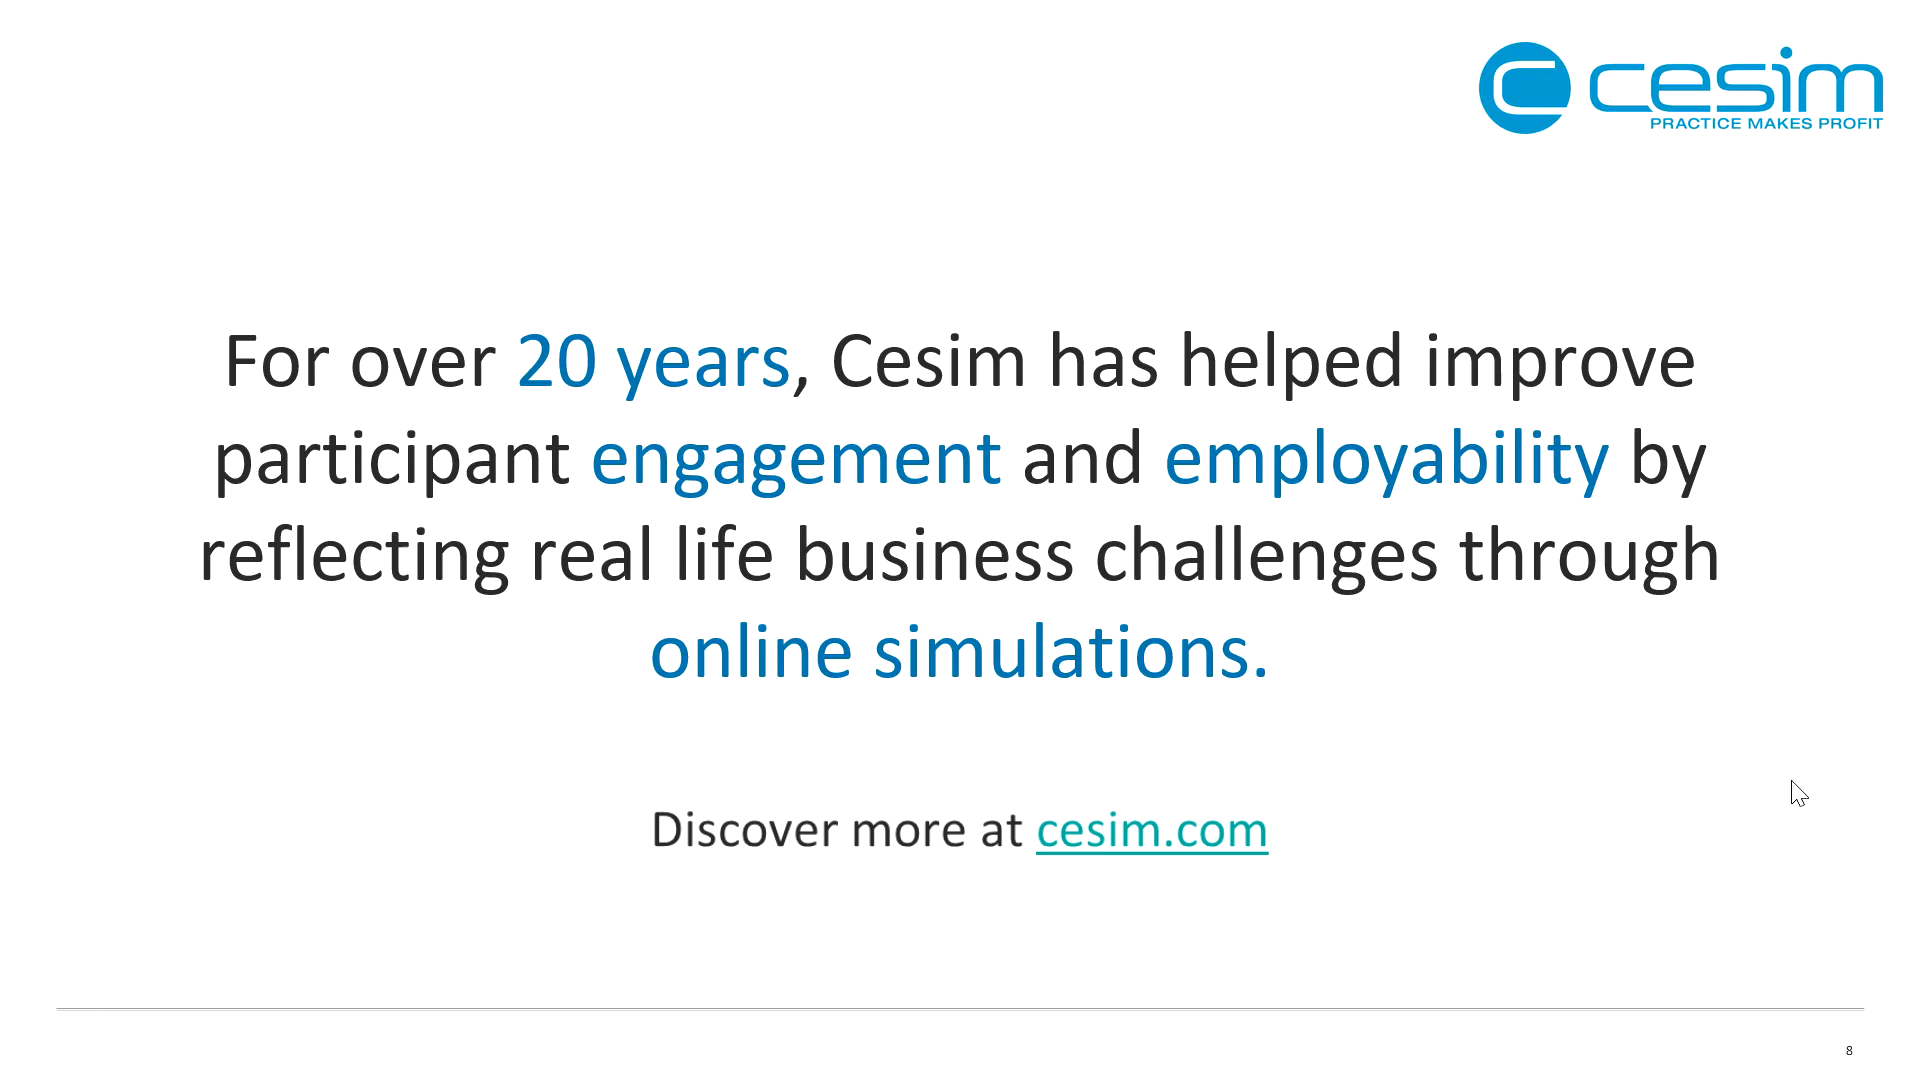 cesim
PRACTICE MAKES PROFIT
For over 20 years, Cesim has helped improve
participant engagement and employability by
reflecting real life business challenges through
online simulations.
Discover more at cesim.com
8